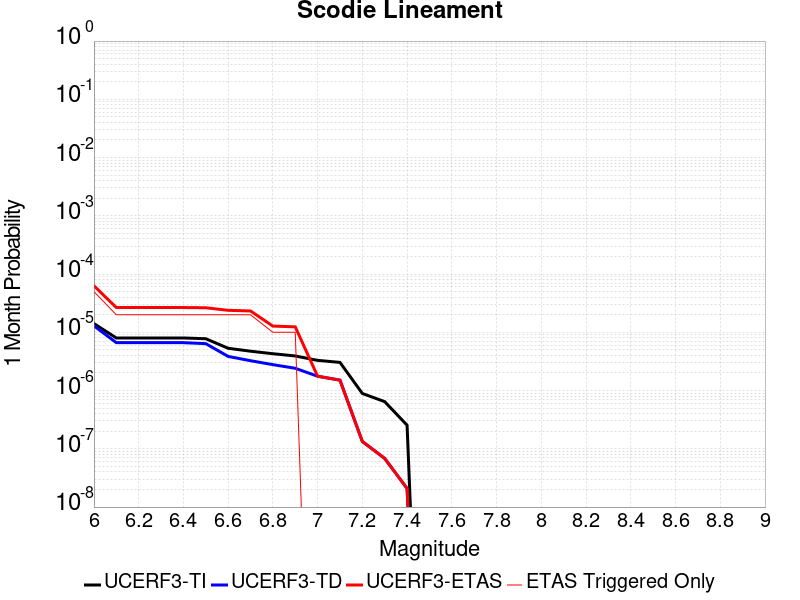 Scodie Lineament
10^0
10^-1
10^-2
10^-3
10^-4
10^-5
10^-6
10^-7
10^-8
1 Month Probability
6 6.2 6.4 6.6 6.8 7 7.2 7.4 7.6 7.8 8 8.2 8.4 8.6 8.8 9
Magnitude
UCERF3-TI UCERF3-TD UCERF3-ETAS ETAS Triggered Only